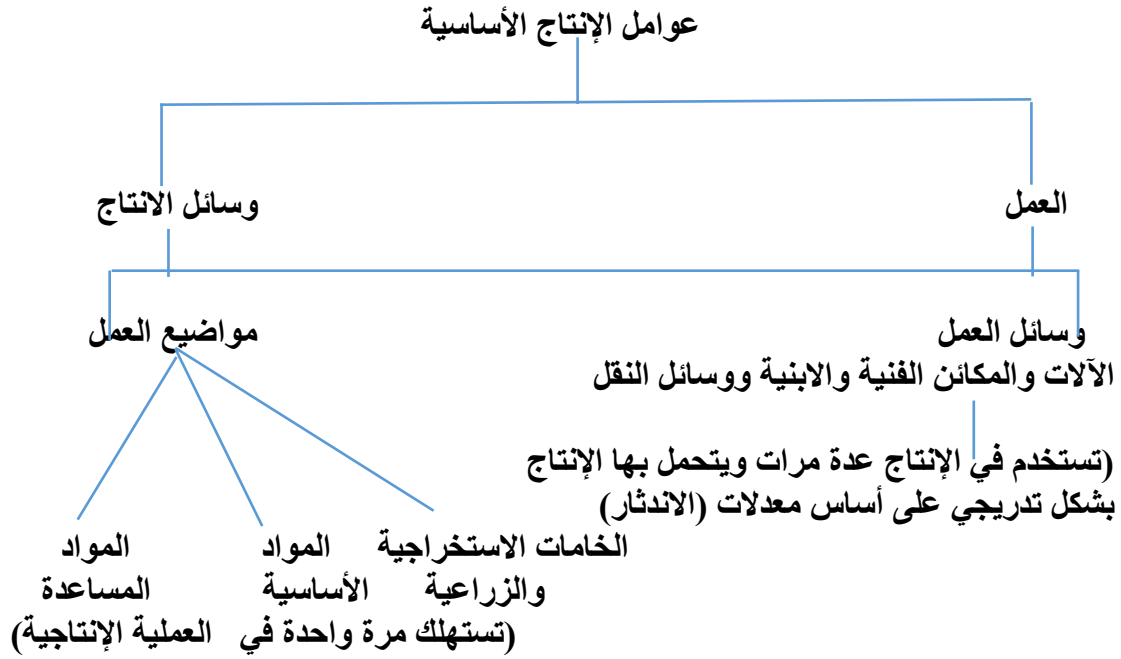 عوامل الإنتاج الأساسية
العمل
وسائل الانتاج
وسائل العمل
الآلات والمكائن الفنية والابنية ووسائل النقل
(تستخدم في الإنتاج عدة مرات ويتحمل بها الإنتاج
بشكل تدريجي على أساس معدلات (الاندثار)
مواضيع العمل
الخامات الاستخراجية المواد المواد
والزراعية الأساسية المساعدة
(تستهلك مرة واحدة في العملية الإنتاجية)